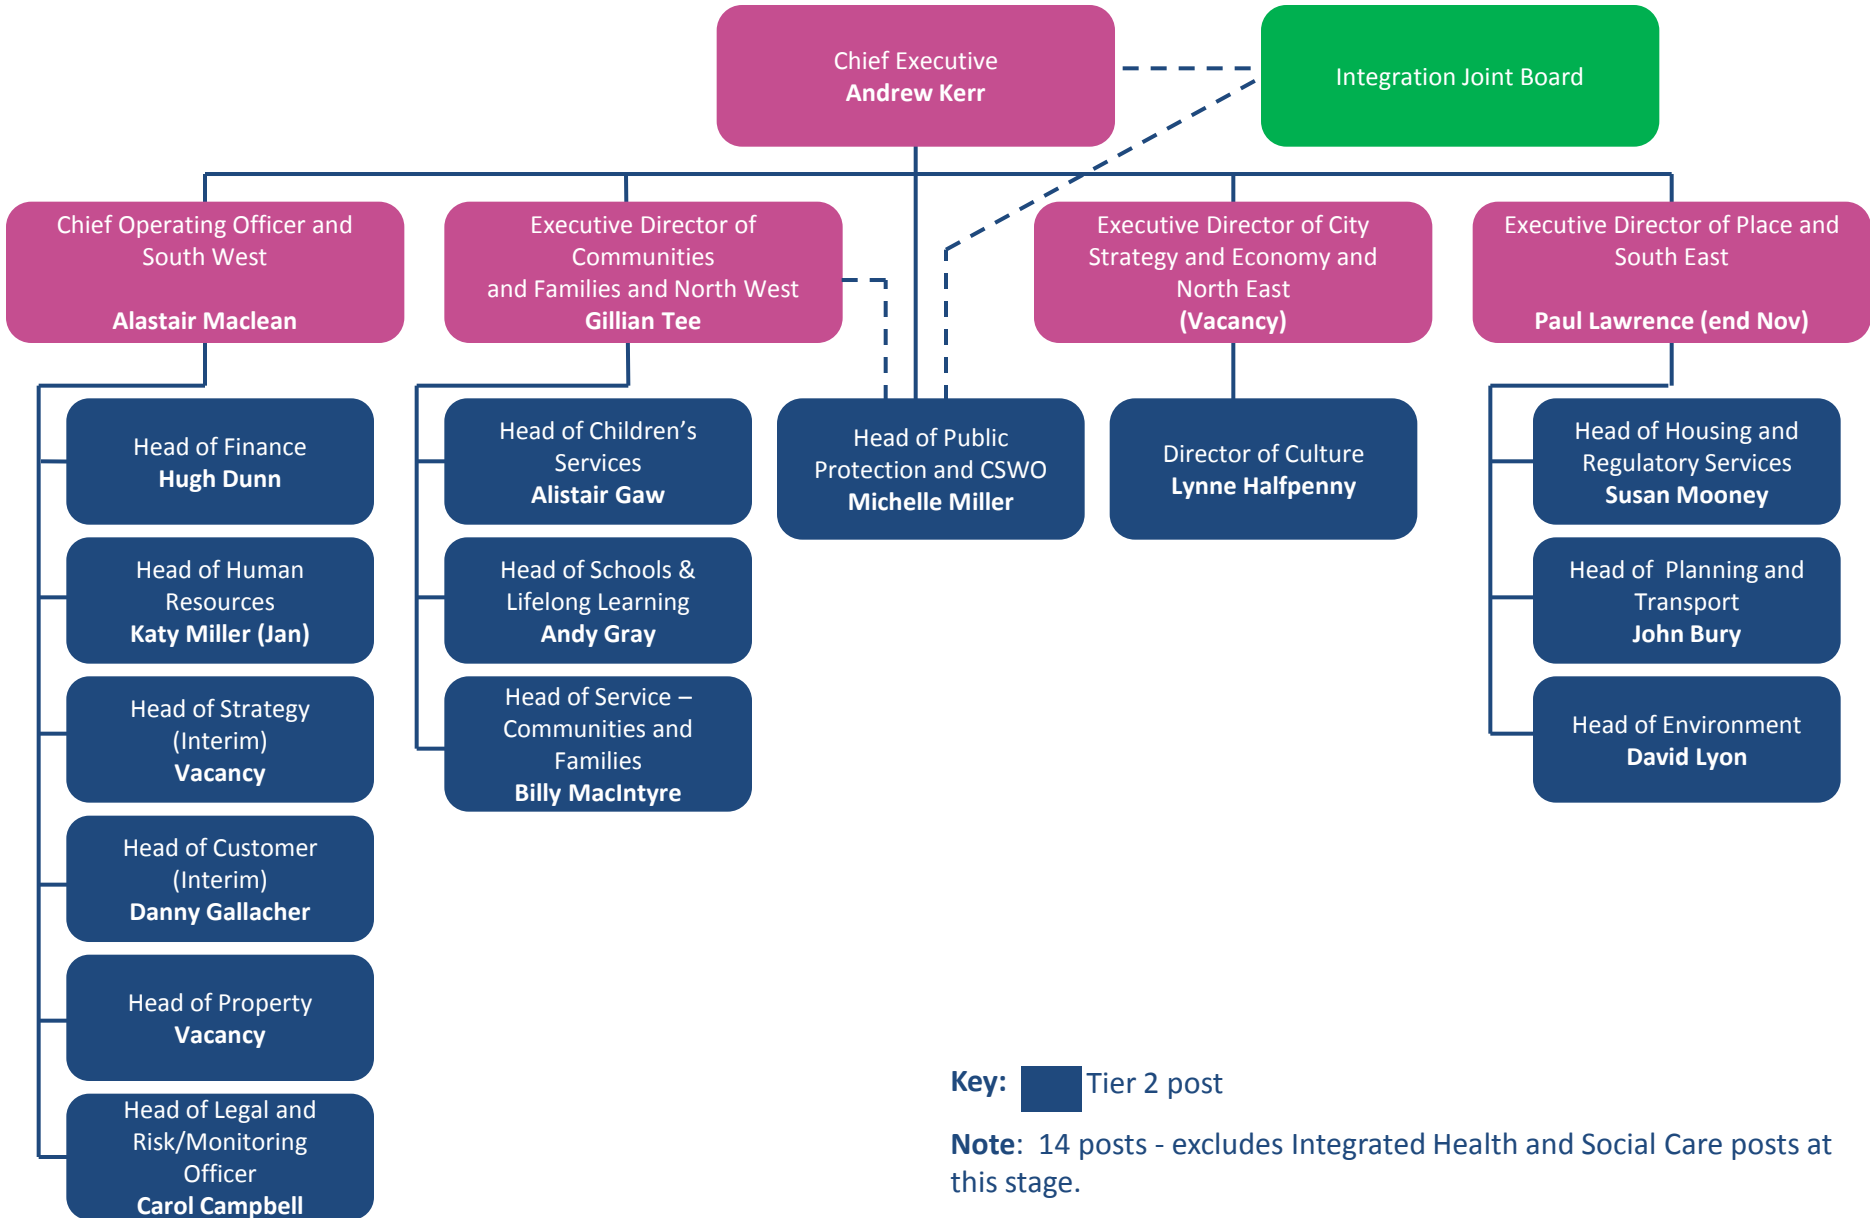 Chief Executive
Andrew Kerr
Integration Joint Board
Chief Operating Officer and
South West
Alastair Maclean
Executive Director of
Communities
and Families and North West
Gillian Tee
Executive Director of City
Strategy and Economy and
North East
(Vacancy)
Executive Director of Place and
South East
Paul Lawrence (end Nov)
Head of Finance
Hugh Dunn
Head of Human
Resources
Katy Miller (Jan)
Head of Strategy
(Interim)
Vacancy
Head of Customer
(Interim)
Danny Gallacher
Head of Property
Vacancy
Head of Legal and
Risk/Monitoring
Officer
Carol Campbell
Head of Children’s
Services
Alistair Gaw
Head of Schools &
Lifelong Learning
Andy Gray
Head of Service –
Communities and
Families
Billy MacIntyre
Head of Public
Protection and CSWO
Michelle Miller
Director of Culture
Lynne Halfpenny
Head of Housing and
Regulatory Services
Susan Mooney
Head of  Planning and
Transport
John Bury
Head of Environment
David Lyon
Key: Tier 2 post
Note:  14 posts - excludes Integrated Health and Social Care posts at
this stage.